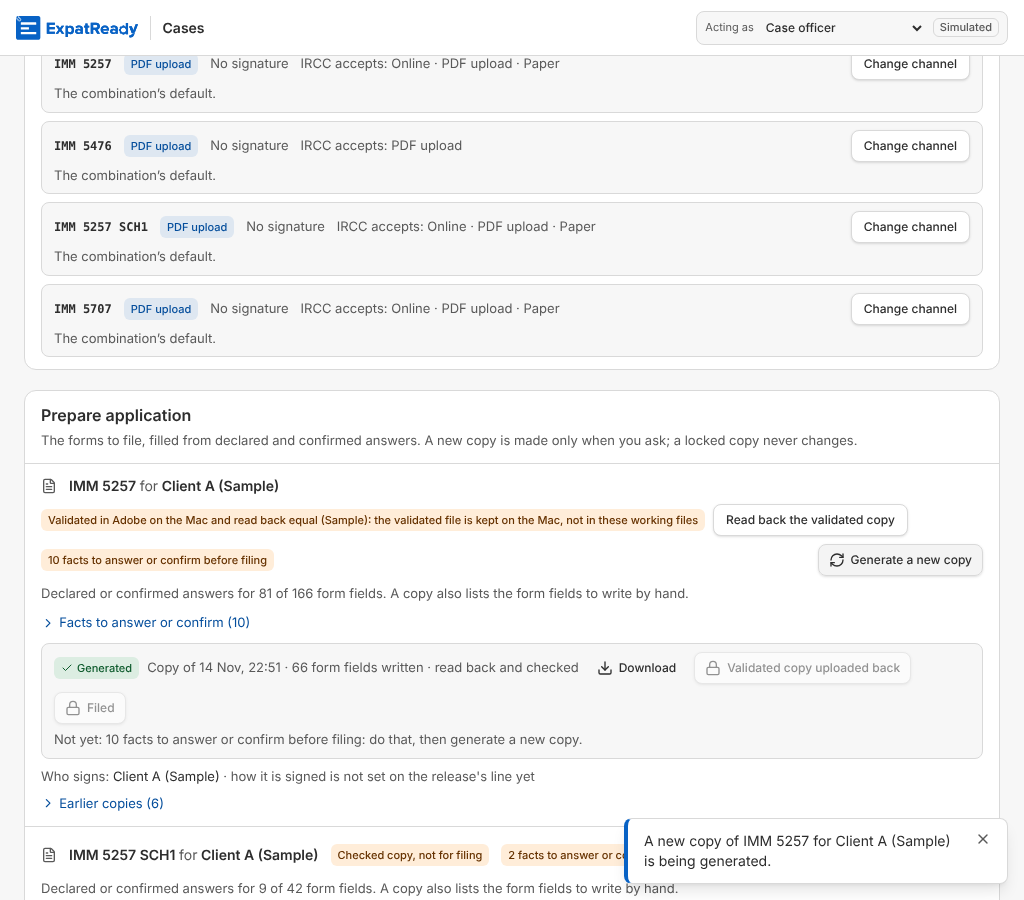 ExpatReady
Cases
Acting as Case officer Simulated
IMM 5257 PDF upload No signature IRCC accepts: Online · PDF upload · Paper Change channel
The combination’s default.
IMM 5476 PDF upload No signature IRCC accepts: PDF upload Change channel
The combination’s default.
IMM 5257 SCH1 PDF upload No signature IRCC accepts: Online · PDF upload · Paper Change channel
The combination’s default.
IMM 5707 PDF upload No signature IRCC accepts: Online · PDF upload · Paper Change channel
The combination’s default.
Prepare application
The forms to file, filled from declared and confirmed answers. A new copy is made only when you ask; a locked copy never changes.
IMM 5257 for Client A (Sample)
Validated in Adobe on the Mac and read back equal (Sample): the validated file is kept on the Mac, not in these working files Read back the validated copy
10 facts to answer or confirm before filing Generate a new copy
Declared or confirmed answers for 81 of 166 form fields. A copy also lists the form fields to write by hand.
Facts to answer or confirm (10)
Generated Copy of 14 Nov, 22:51 · 66 form fields written · read back and checked Download Validated copy uploaded back
Filed
Not yet: 10 facts to answer or confirm before filing: do that, then generate a new copy.
Who signs: Client A (Sample) · how it is signed is not set on the release's line yet
Earlier copies (6)
IMM 5257 SCH1 for Client A (Sample) Checked copy, not for filing 2 facts to answer or
Declared or confirmed answers for 9 of 42 form fields. A copy also lists the form fields to write by hand.
A new copy of IMM 5257 for Client A (Sample)
is being generated.